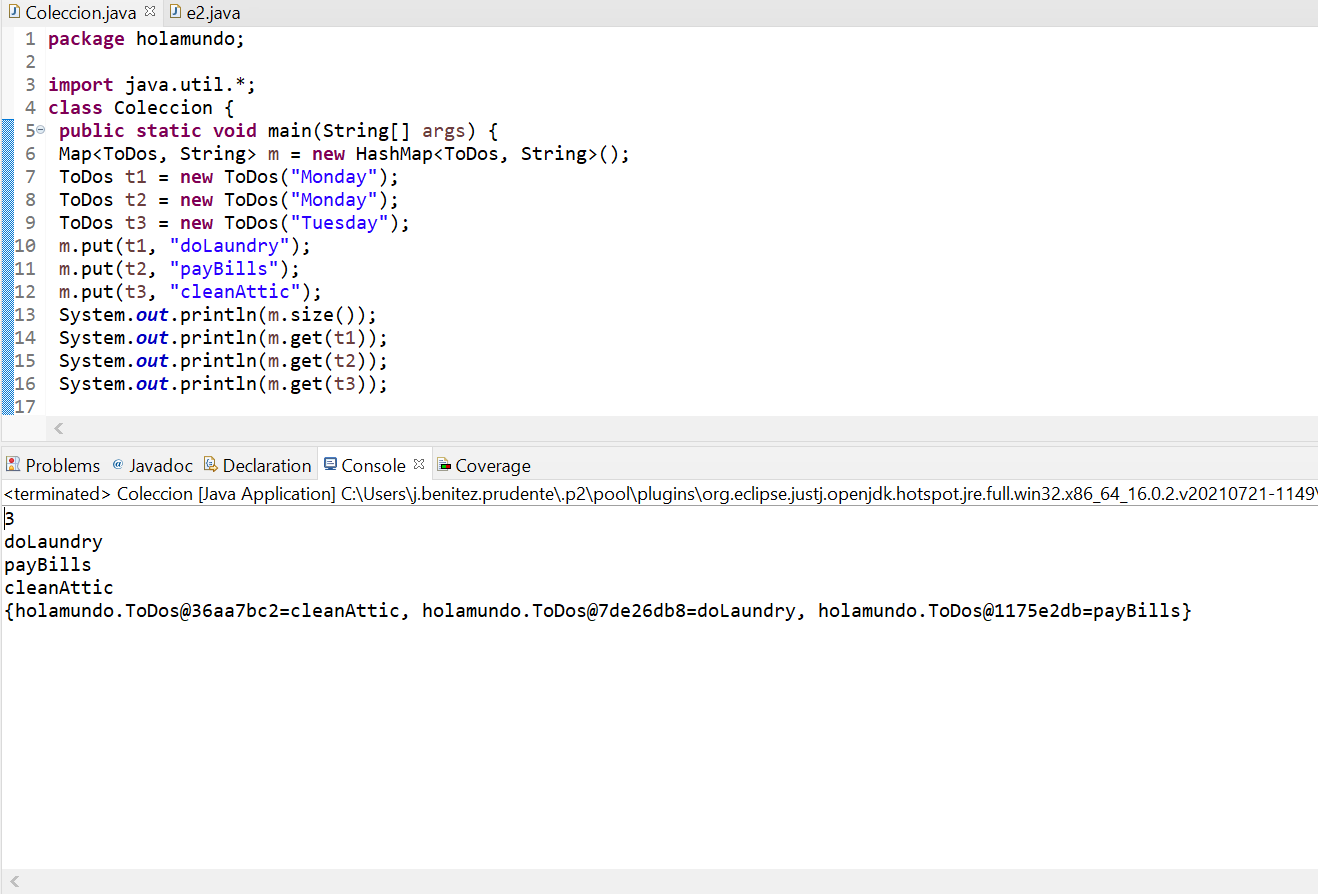 Coleccion.java e2.java
1 package holamundo;
2
3 import java.util.*;
4 class Coleccion {
5 public static void main(String[] args) {
6 Map<ToDos, String> m = new HashMap<ToDos, String>();
7 ToDos t1 = new ToDos("Monday");
8 ToDos t2 = new ToDos("Monday");
9 ToDos t3 = new ToDos("Tuesday");
10 m.put(t1, "doLaundry");
11 m.put(t2, "payBills");
12 m.put(t3, "cleanAttic");
13 System.out.println(m.size());
14 System.out.println(m.get(t1));
15 System.out.println(m.get(t2));
16 System.out.println(m.get(t3));
17
Problems @ Javadoc Declaration Console Coverage
<terminated> Coleccion [Java Application] C:\Users\j.benitez.prudente\.p2\pool\plugins\org.eclipse.justj.openjdk.hotspot.jre.full.win32.x86_64_16.0.2.v20210721-1149\
3
doLaundry
payBills
cleanAttic
{holamundo.ToDos@36aa7bc2=cleanAttic, holamundo.ToDos@7de26db8=doLaundry, holamundo.ToDos@1175e2db=payBills}